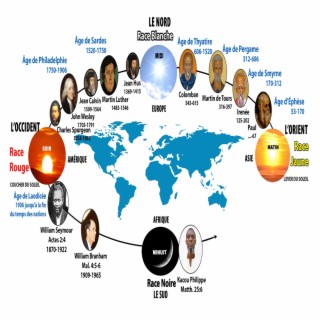 LE NORD
Race Blanche
Âge de Sardes
1520-1750
Âge de Thyatire
606-1520
Âge de Philadelphie
1750-1906
Âge de Pergame
312-606
Jean Huss
1369-1415
MIDI
Âge de Smyrne
170-312
Martin Luther
1483-1546
Jean Calvin
1509-1564
EUROPE
Colomban
543-615
Martin de Tours
316-397
John Wesley
1703-1791
Irenée
125-202
Âge d'Éphèse
53-170
Charles Spurgeon
Paul
L'OCCIDENT
L'ORIENT
Race
Rouge
SOIR
MATIN
Race
Jaune
AMÉRIQUE
ASIE
COUCHER DU SOLEIL
LEVER DU SOLEIL
Âge de Laodicée
1906 jusqu'à la fin
du temps des nations
William Seymour
Actes 2:4
1870-1922
AFRIQUE
MINUIT
William Branham
Mal. 4:5-6
1909-1965
Kacou Philippe
Matth. 25:6
Race Noire
LE SUD